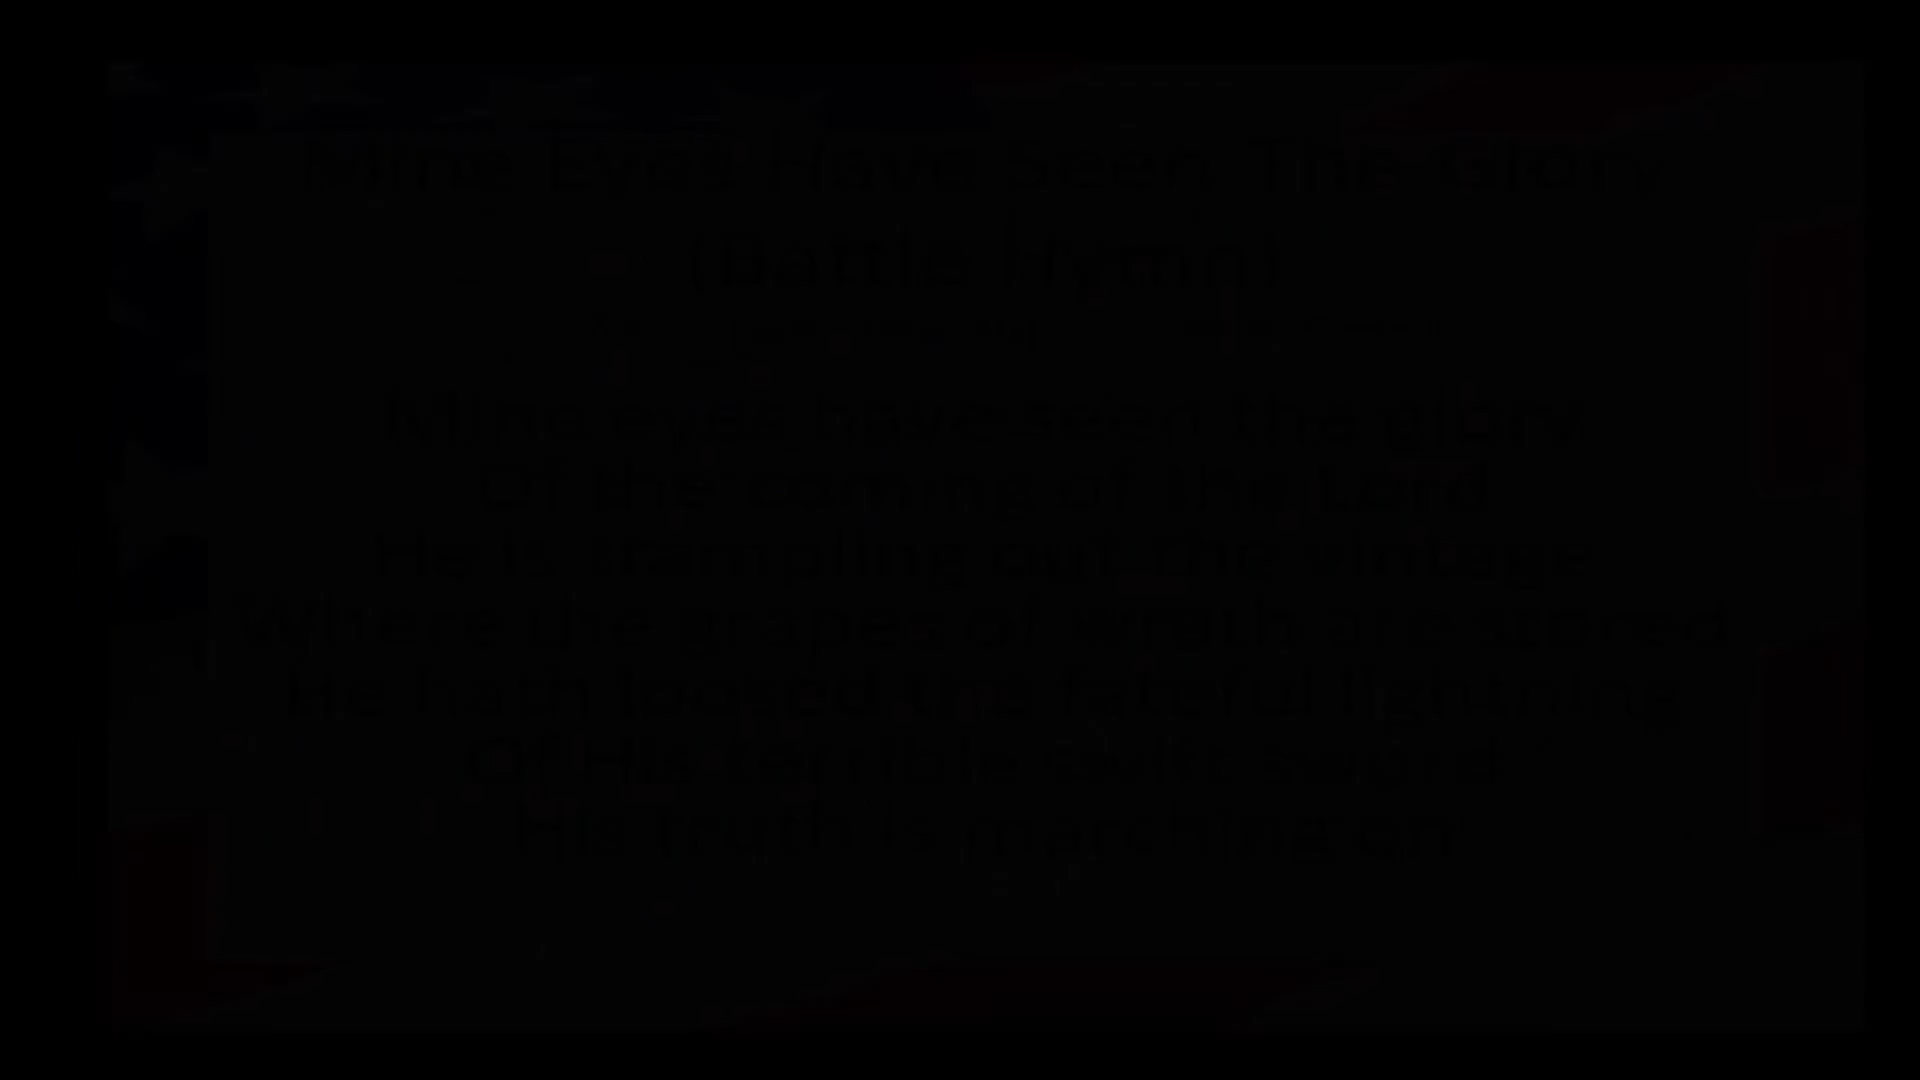 Mine Eyes Have Seen The Glory
(Battle Hymn)
Mine eyes have seen the glory
Of the coming of the Lord
He is trampling out the vintage
Where the grapes of wrath are stored
He hath loosed the fateful lightning
Of His terrible swift sword
His truth is marching on